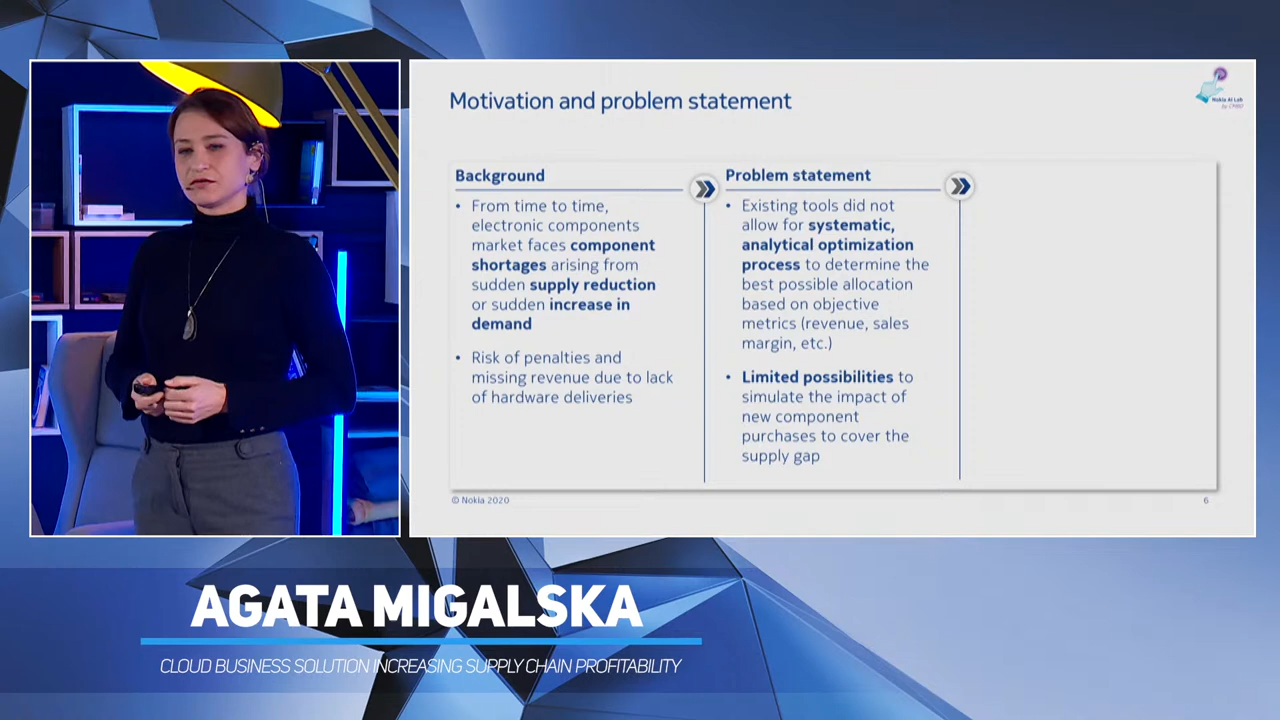 Motivation and problem statement
Nokia AI Lab
by CPI&T
Background
• From time to time,
electronic components
market faces component
shortages arising from
sudden supply reduction
or sudden increase in
demand
• Risk of penalties and
missing revenue due to lack
of hardware deliveries
Problem statement
• Existing tools did not
allow for systematic,
analytical optimization
process to determine the
best possible allocation
based on objective
metrics (revenue, sales
margin, etc.)
• Limited possibilities to
simulate the impact of
new component
purchases to cover the
supply gap
© Nokia 2020
6
AGATA MIGALSKA
CLOUD BUSINESS SOLUTION INCREASING SUPPLY CHAIN PROFITABILITY